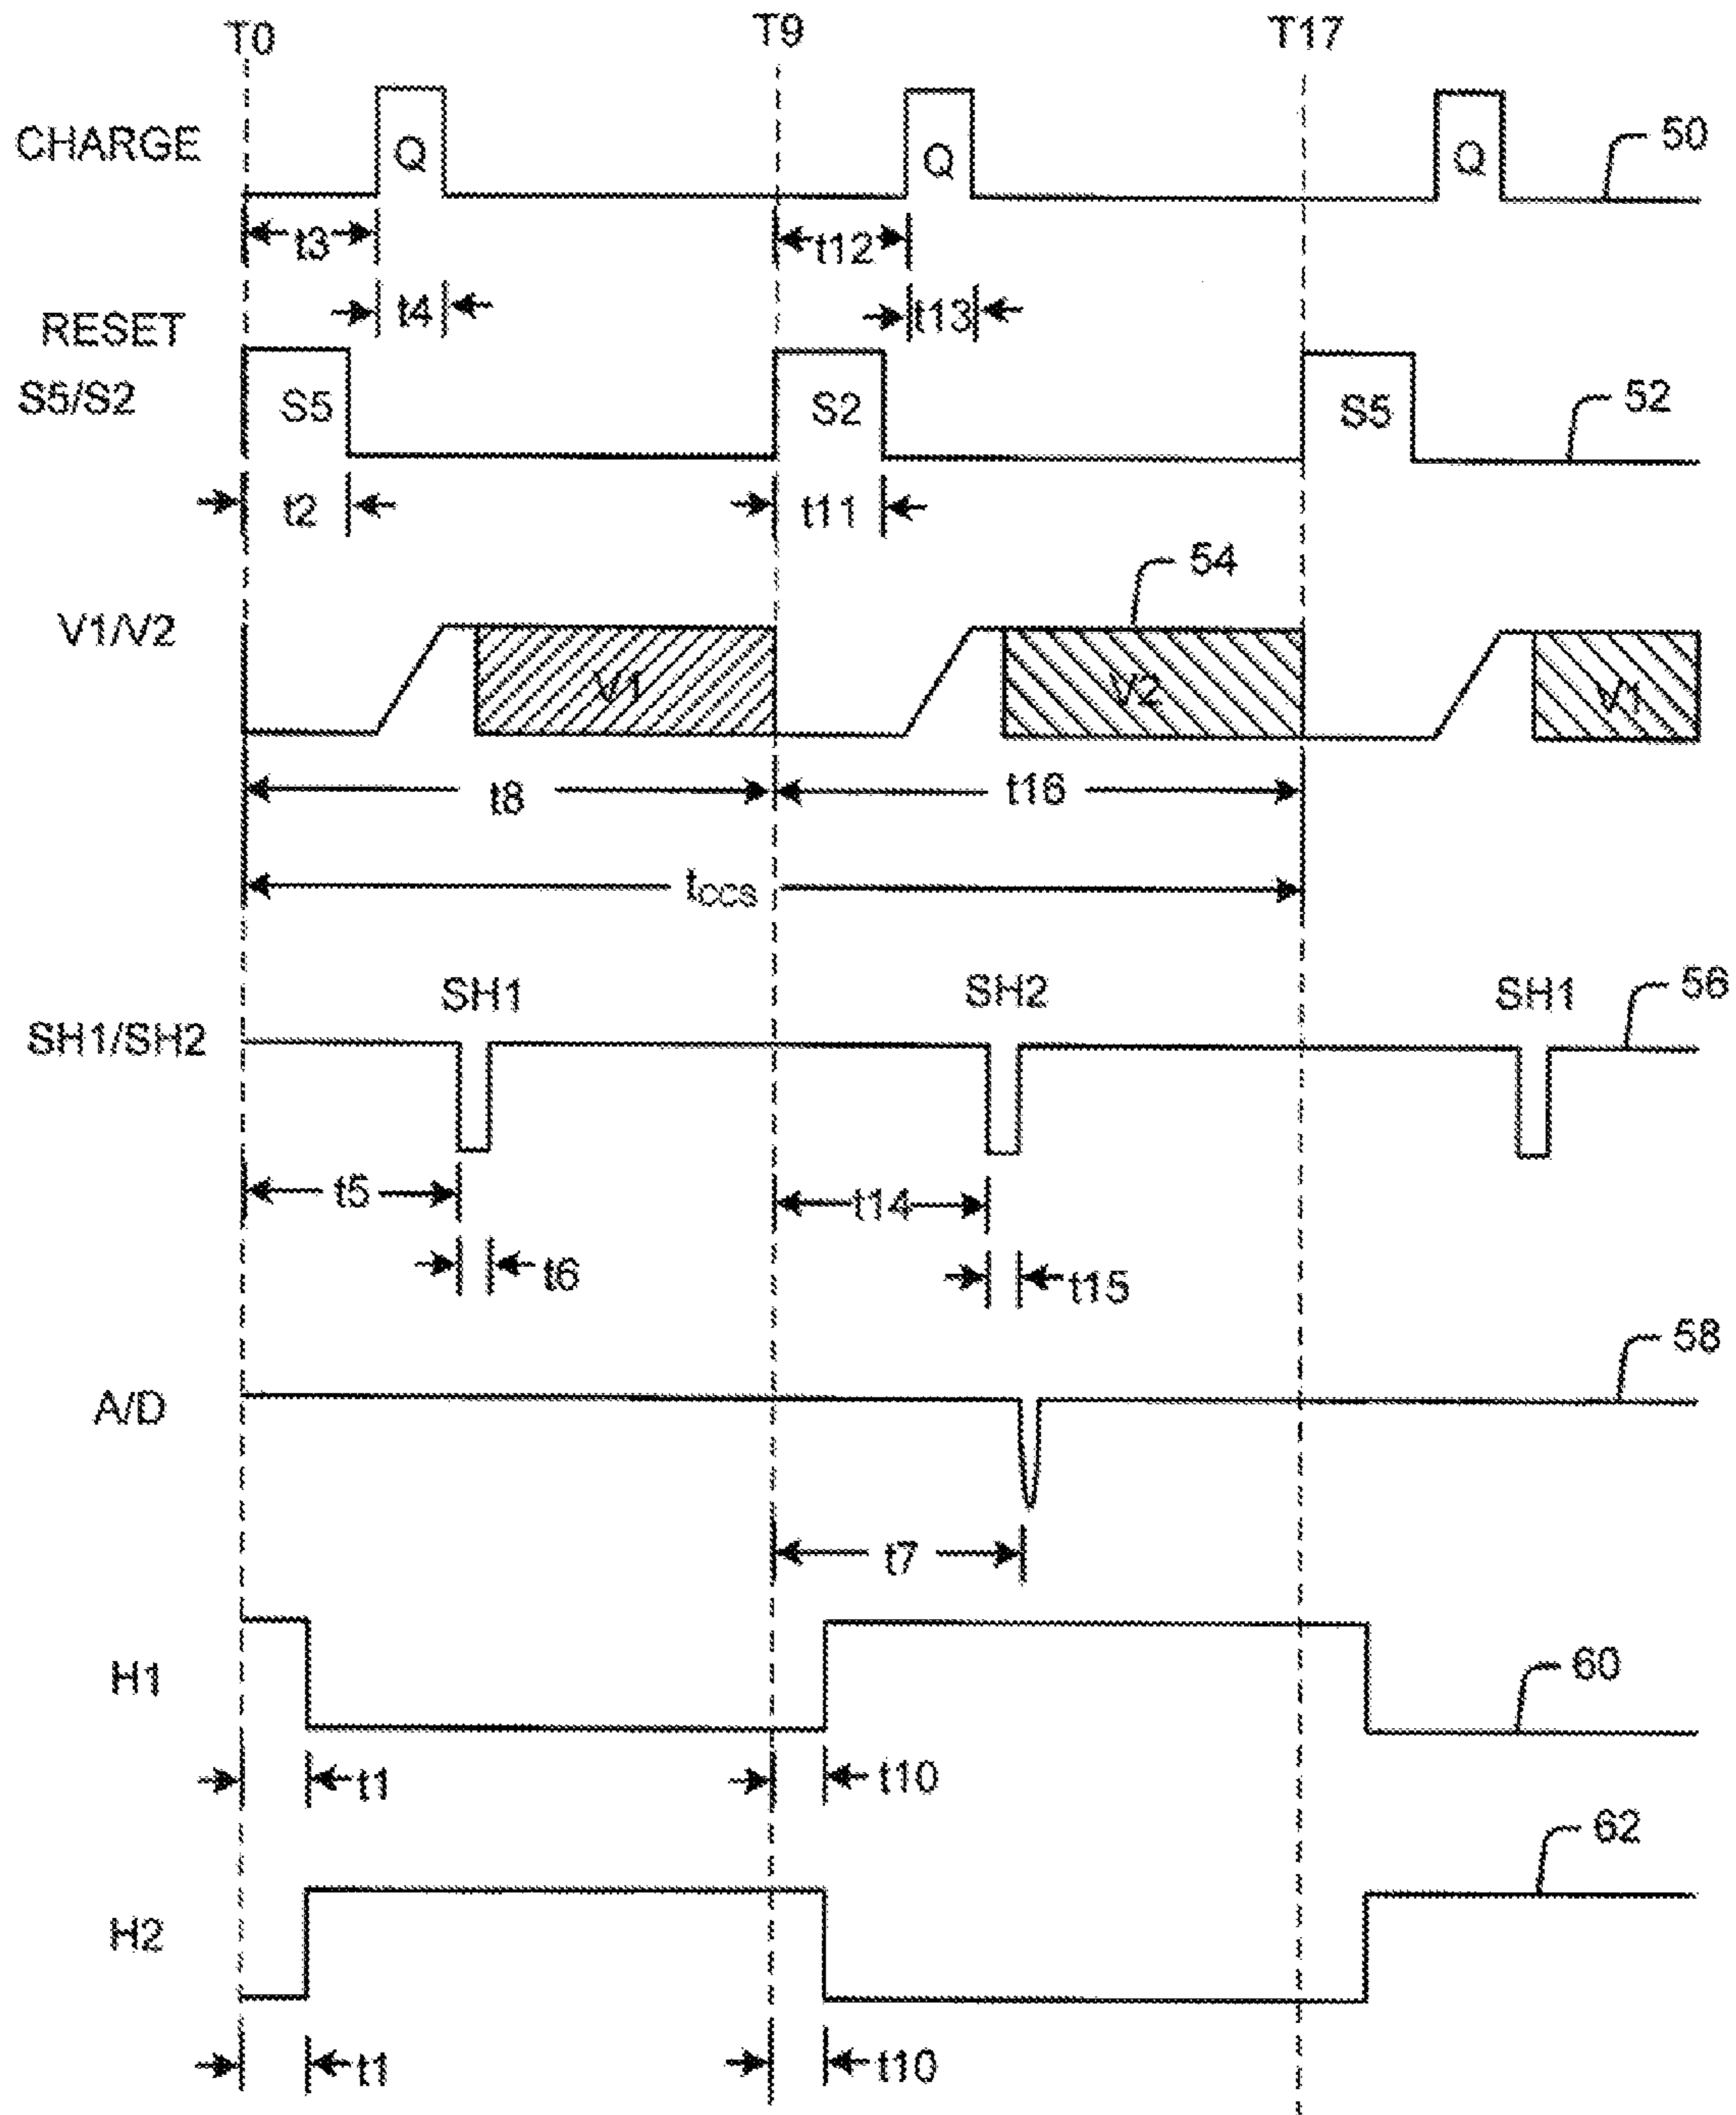 T0 T9 T17
CHARGE Q Q Q 50
t3 t12
t4 t13
RESET
S5/S2 S5 S2 S5 52
t2 t11
54
V1/V2 V1 V2 V1
t8 t16
tccs
SH1 SH2 SH1 56
SH1/SH2
t5 t14
t6 t15
58
A/D
t7
H1 60
t1 t10
62
H2
t1 t10